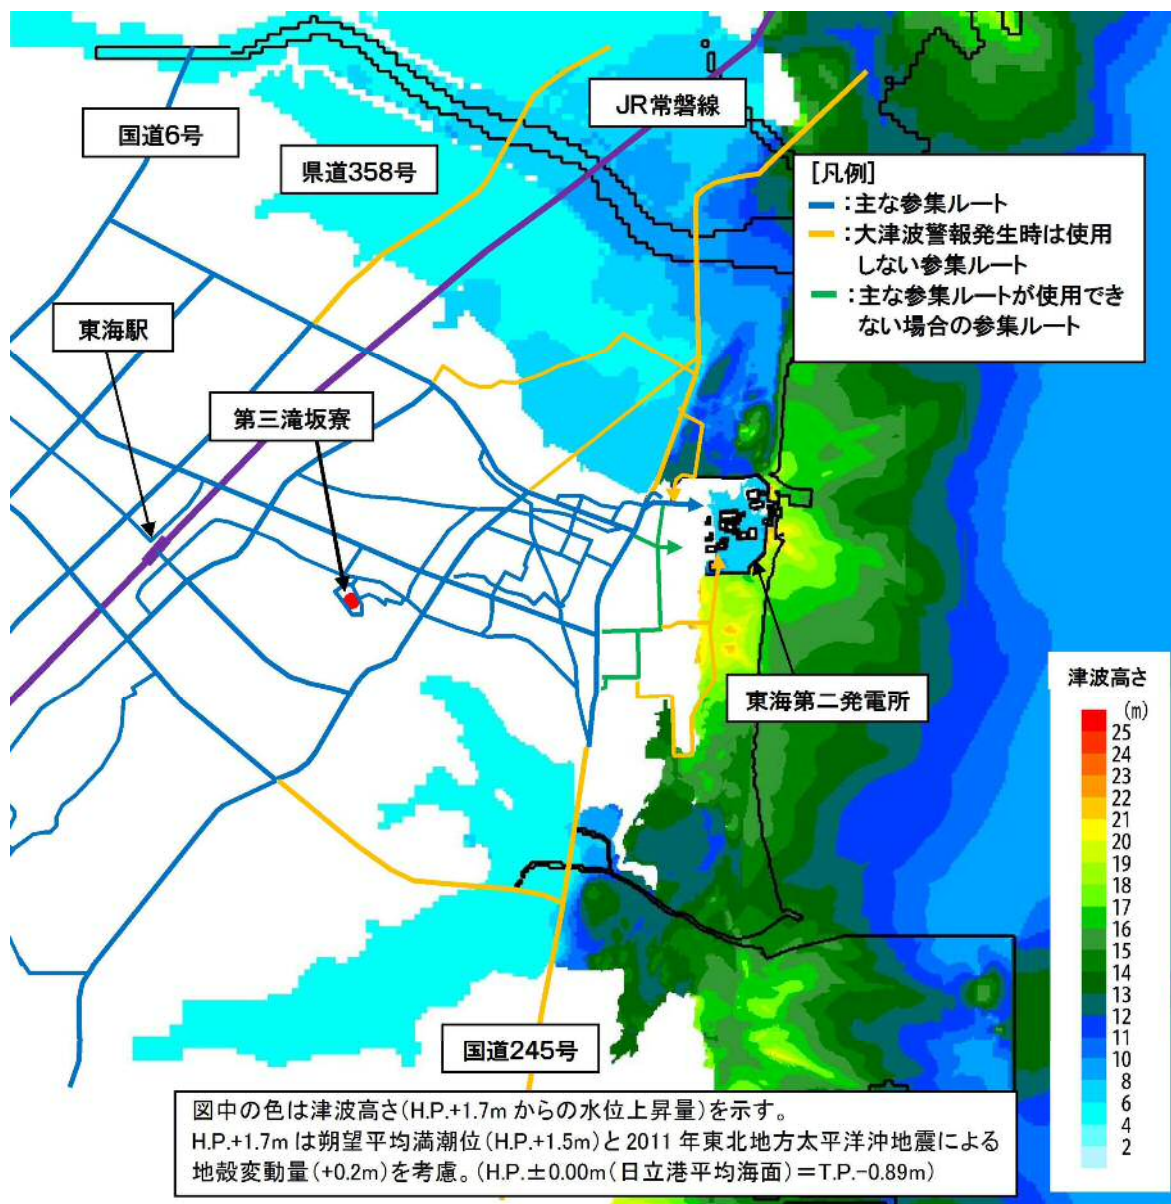 JR常磐線
国道6号
県道358号
[凡例]
：主な参集ルート
：大津波警報発生時は使用
しない参集ルート
：主な参集ルートが使用でき
ない場合の参集ルート
東海駅
第三滝坂寮
東海第二発電所
津波高さ
(m)
25
24
23
22
21
20
19
18
17
16
15
14
13
12
11
10
8
6
4
2
国道245号
図中の色は津波高さ(H.P.+1.7m からの水位上昇量)を示す。
H.P.+1.7m は朔望平均満潮位(H.P.+1.5m)と 2011 年東北地方太平洋沖地震による
地殻変動量(+0.2m)を考慮。(H.P.±0.00m(日立港平均海面)＝T.P.-0.89m)